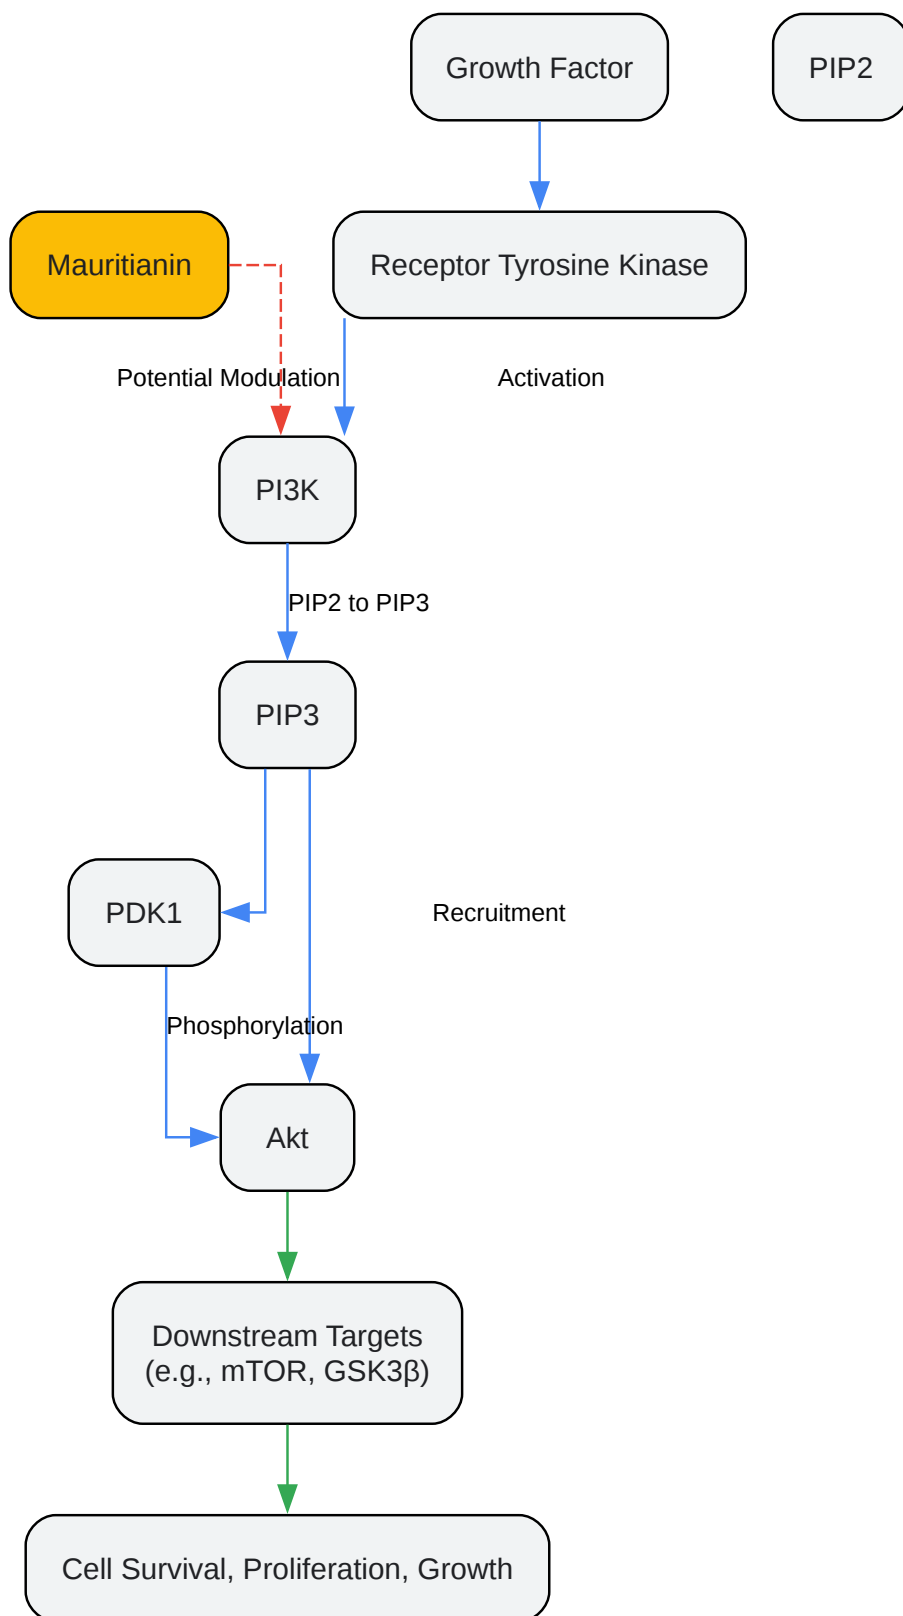 Growth Factor
PIP2
Mauritianin
Receptor Tyrosine Kinase
Potential Modulation
Activation
PI3K
PIP2 to PIP3
PIP3
PDK1
Recruitment
Phosphorylation
Akt
Downstream Targets
(e.g., mTOR, GSK3β)
Cell Survival, Proliferation, Growth